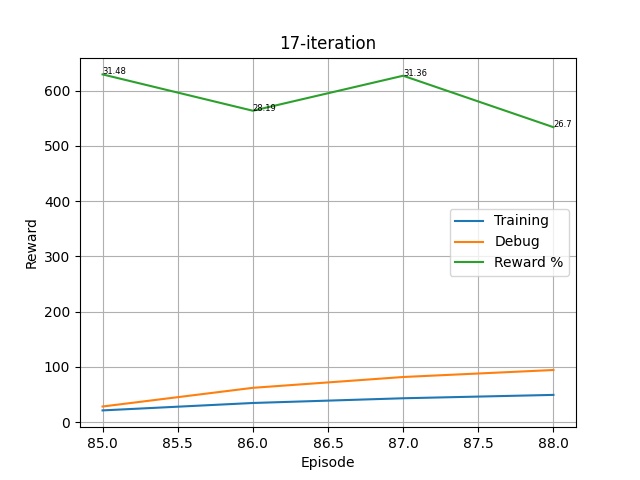 17-iteration
31.48
28.19
31.36
26.7
600
500
400
300
200
100
0
Reward
Training
Debug
Reward %
85.0 85.5 86.0 86.5 87.0 87.5 88.0
Episode